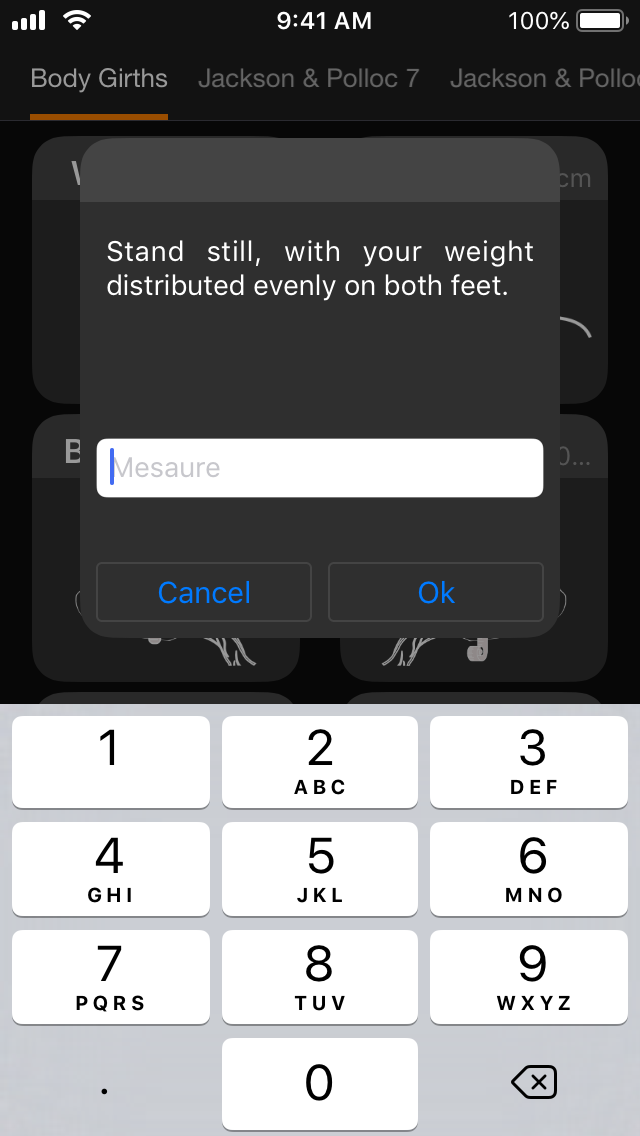 9:41 AM 100%
Body Girths Jackson & Polloc 7 Jackson & Polloc
cm
Stand still, with your weight
distributed evenly on both feet.
B 0...
Mesaure
Cancel Ok
1 2 3
ABC DEF
4 5 6
GHI JKL MNO
7 8 9
PQRS TUV WXYZ
. 0